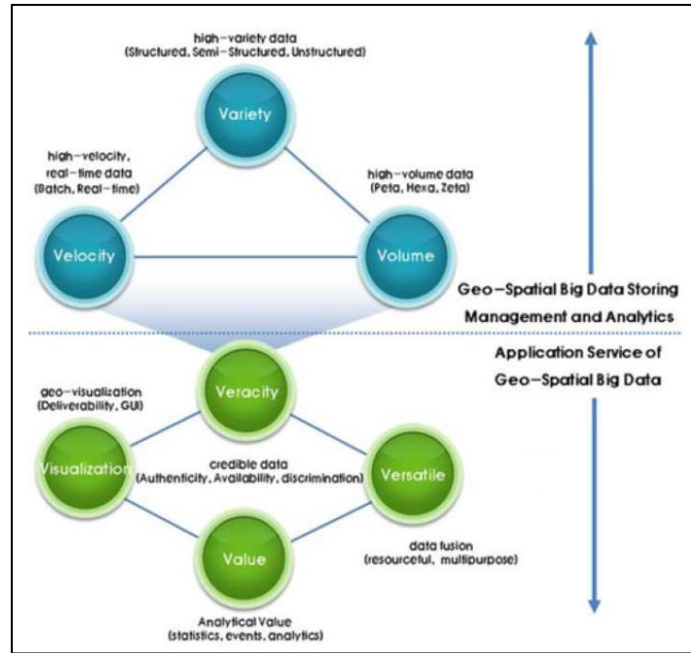 high-variety data
(Structured, Semi-Structured, Unstructured)
Variety
high-velocity,
real-time data
(Batch, Real-time)
high-volume data
(Peta, Hexa, Zeta)
Velocity
Volume
Geo-Spatial Big Data Storing
Management and Analytics
Application Service of
Geo-Spatial Big Data
Veracity
geo-visualization
(Deliverability, GUI)
Visualization
credible data
(Authenticity, Availability, discrimination)
Versatile
Value
data fusion
(resourceful, multipurpose)
Analytical Value
(statistics, events, analytics)